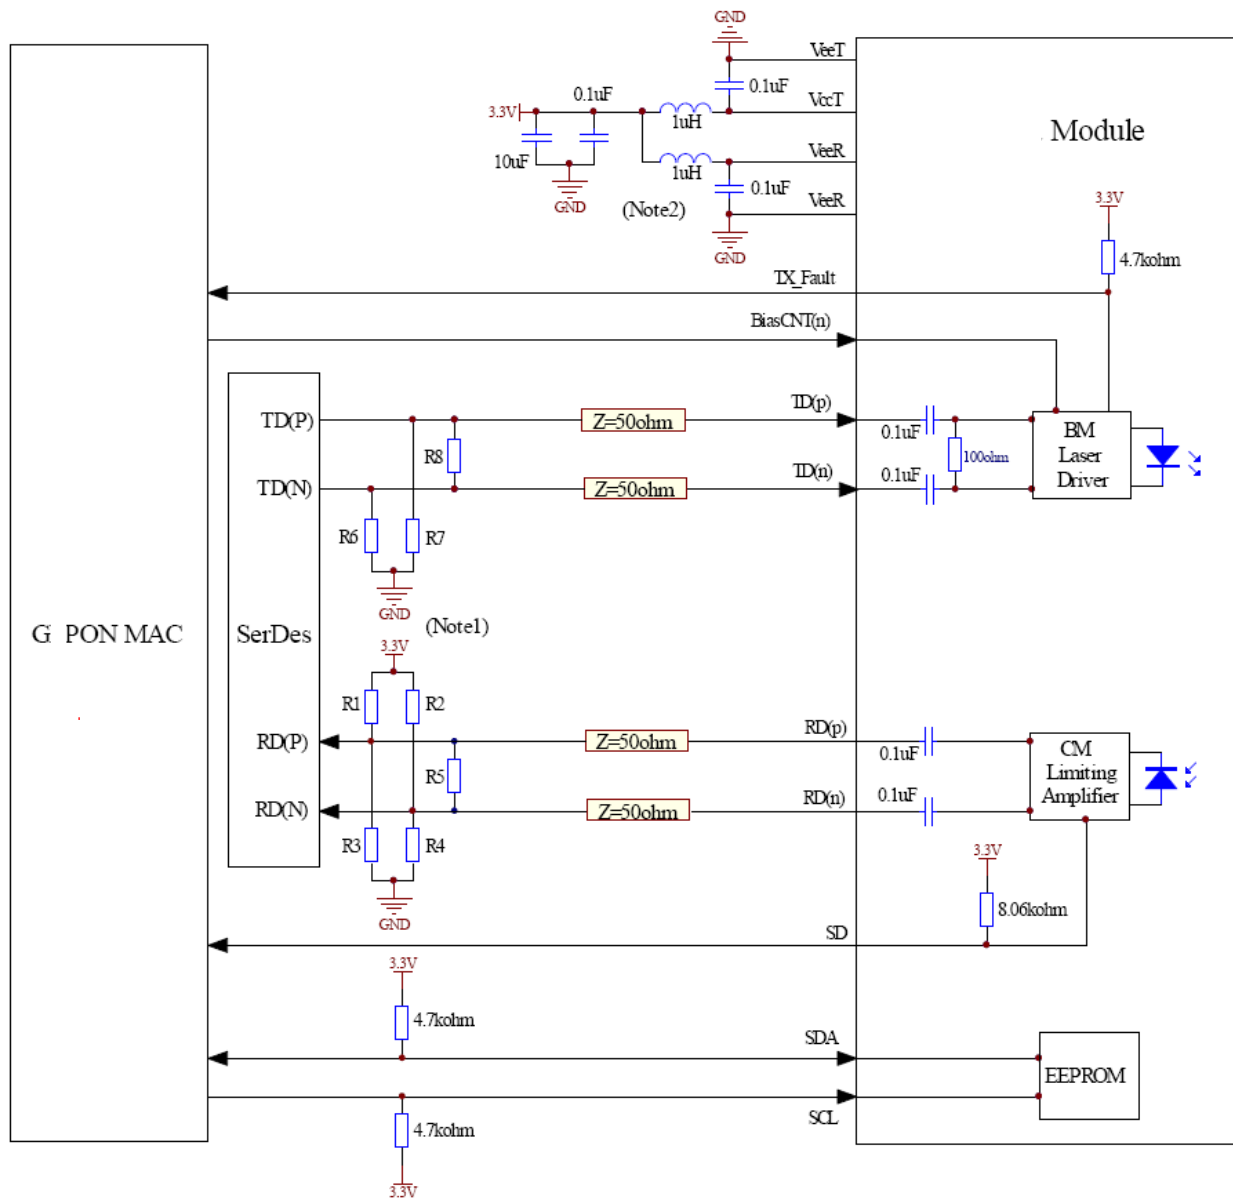 GND
VeeT
0.1uF
0.1uF
3.3V
VccT
1uH
Module
10uF
VeeR
1uH
0.1uF
GND
(Note2)
VeeR
3.3V
GND
4.7kohm
TX_Fault
BiasCNT(n)
TD(P)
Z=50ohm
TD(p)
0.1uF
BM
Laser
Driver
R8
100ohm
TD(N)
Z=50ohm
TD(n)
0.1uF
R6
R7
GND
(Note1)
G PON MAC
SerDes
3.3V
R1
R2
RD(P)
Z=50ohm
RD(p)
0.1uF
CM
Limiting
Amplifier
R5
RD(N)
Z=50ohm
RD(n)
0.1uF
R3
R4
3.3V
GND
8.06kohm
SD
3.3V
4.7kohm
SDA
EEPROM
SCL
4.7kohm
3.3V